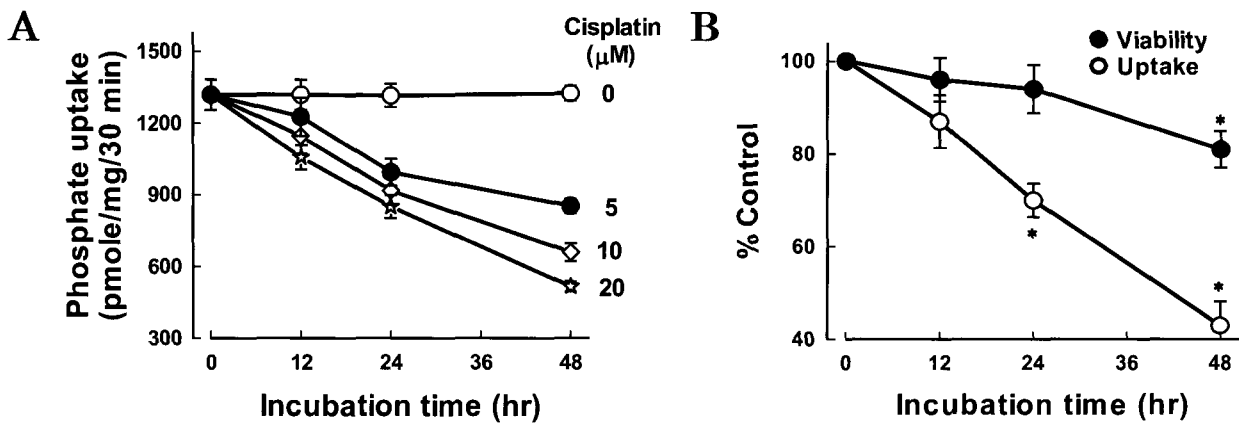 A
Phosphate uptake
(pmole/mg/30 min)
1500
1200
900
600
300
0
12
24
36
48
Incubation time (hr)
Cisplatin
(μM)
0
5
10
20
B
% Control
100
80
60
40
0
12
24
36
48
Incubation time (hr)
Viability
Uptake
*
*
*